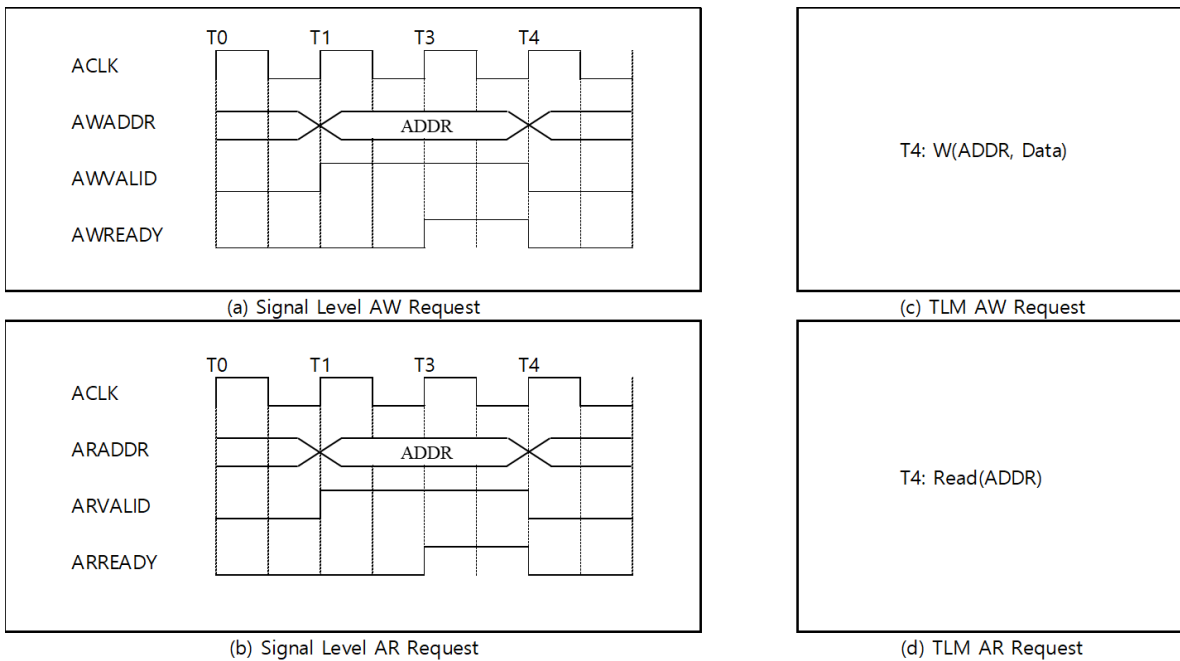 T0 T1 T3 T4
ACLK
AWADDR ADDR
AWVALID
AWREADY
(a) Signal Level AW Request
T4: W(ADDR, Data)
(c) TLM AW Request
T0 T1 T3 T4
ACLK
ARADDR ADDR
ARVALID
ARREADY
(b) Signal Level AR Request
T4: Read(ADDR)
(d) TLM AR Request